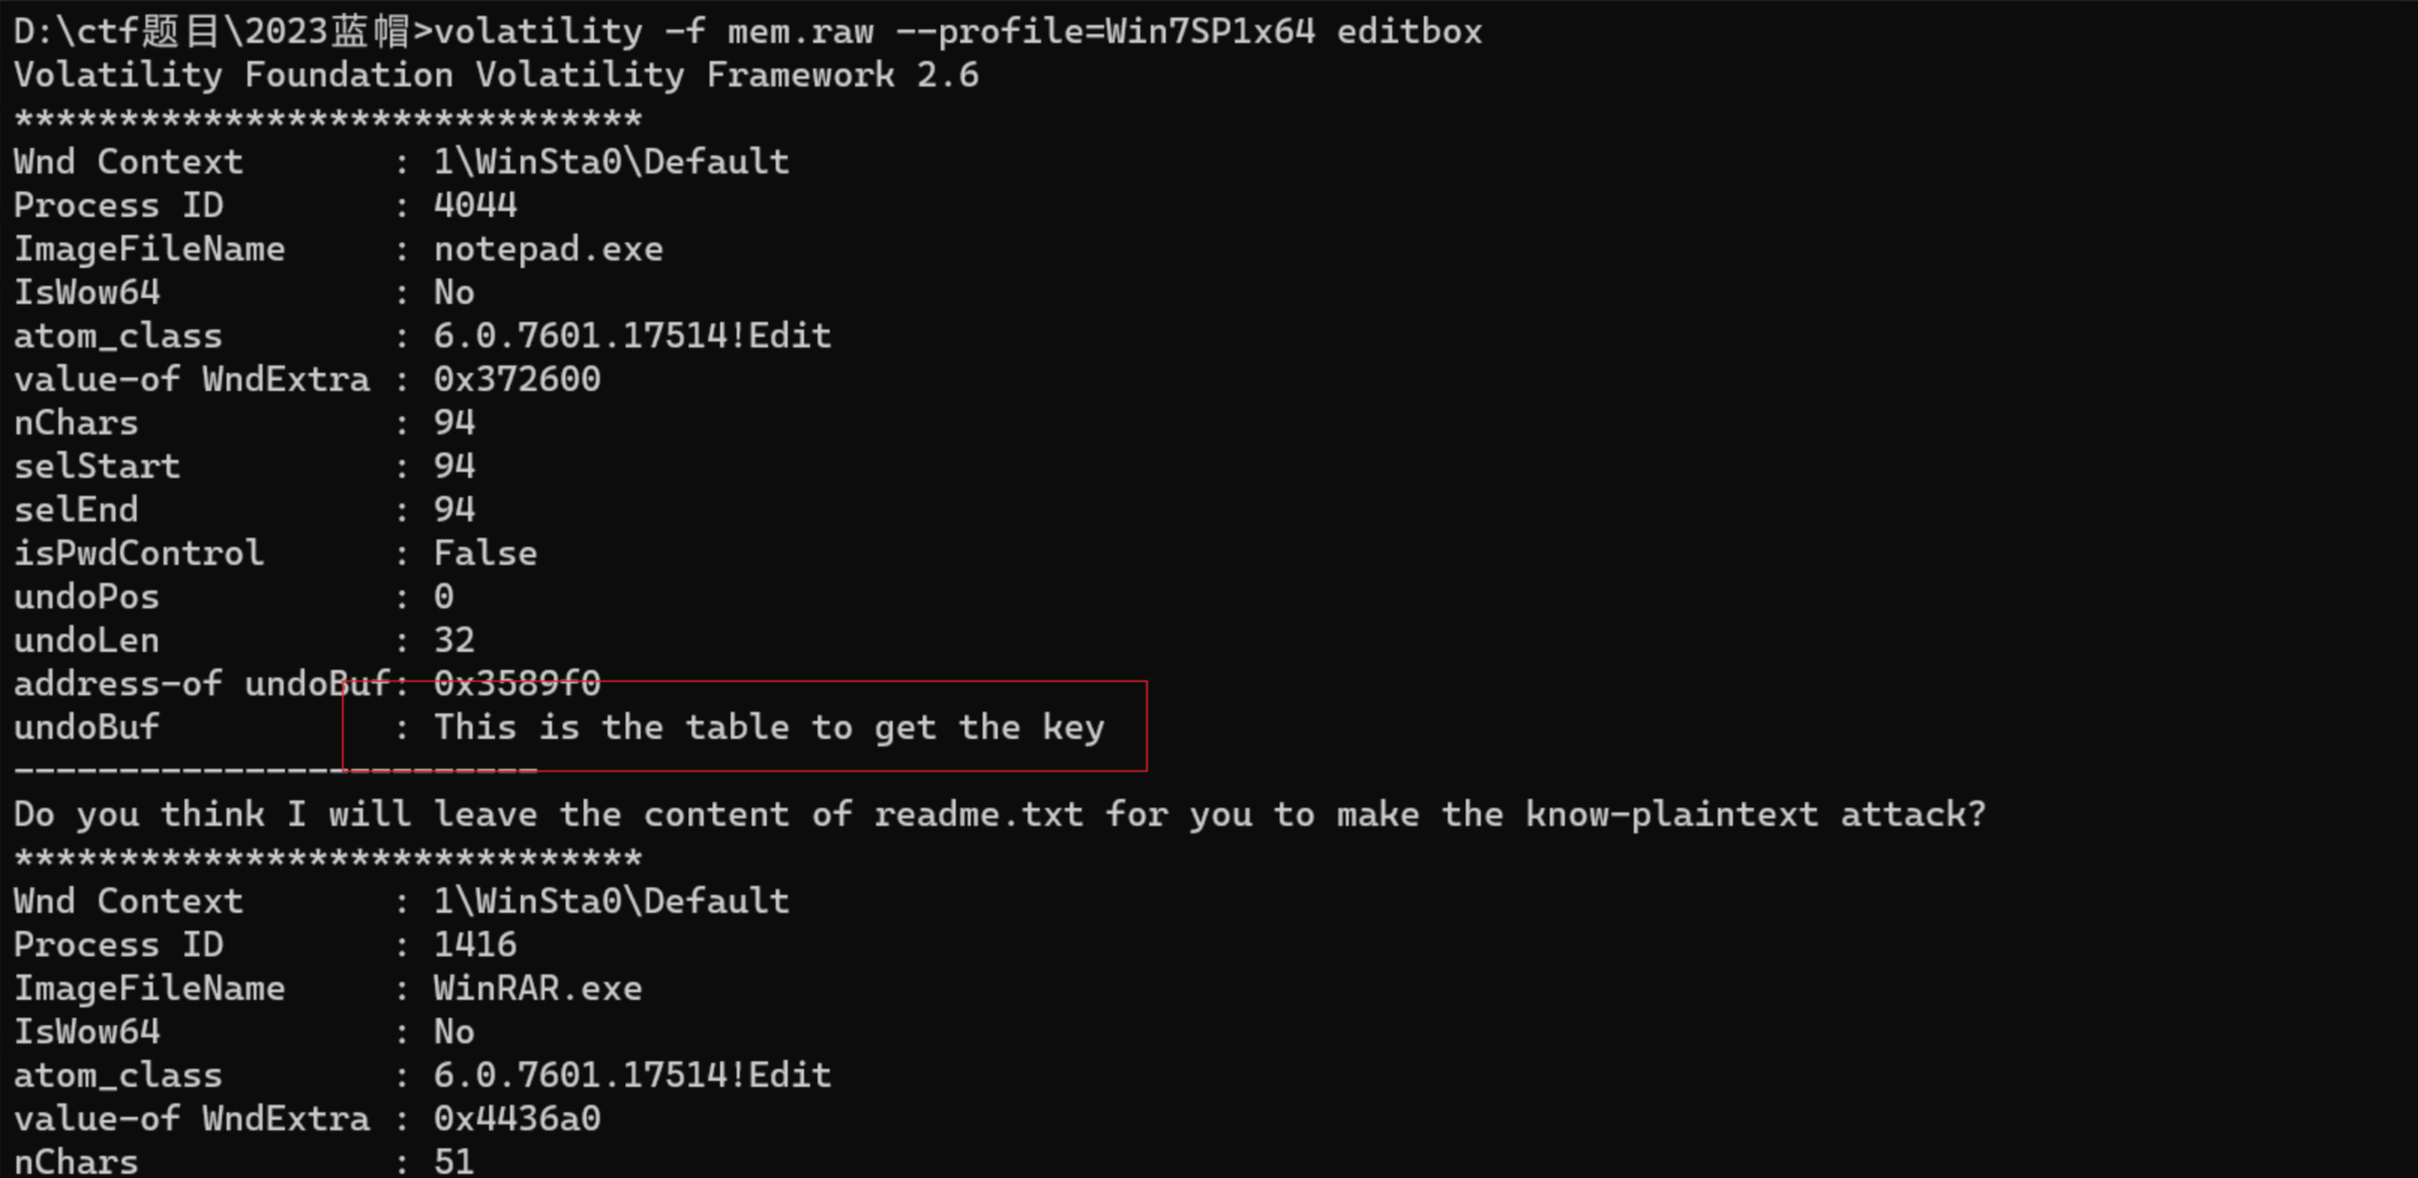 D:\ctf题目\2023蓝帽>volatility -f mem.raw --profile=Win7SP1x64 editbox
Volatility Foundation Volatility Framework 2.6
******************************
Wnd Context       : 1\WinSta0\Default
Process ID        : 4044
ImageFileName     : notepad.exe
IsWow64           : No
atom_class        : 6.0.7601.17514!Edit
value-of WndExtra : 0x372600
nChars            : 94
selStart          : 94
selEnd            : 94
isPwdControl      : False
undoPos           : 0
undoLen           : 32
address-of undoBuf: 0x3589f0
undoBuf           : This is the table to get the key
-------------------------
Do you think I will leave the content of readme.txt for you to make the know-plaintext attack?
******************************
Wnd Context       : 1\WinSta0\Default
Process ID        : 1416
ImageFileName     : WinRAR.exe
IsWow64           : No
atom_class        : 6.0.7601.17514!Edit
value-of WndExtra : 0x4436a0
nChars            : 51